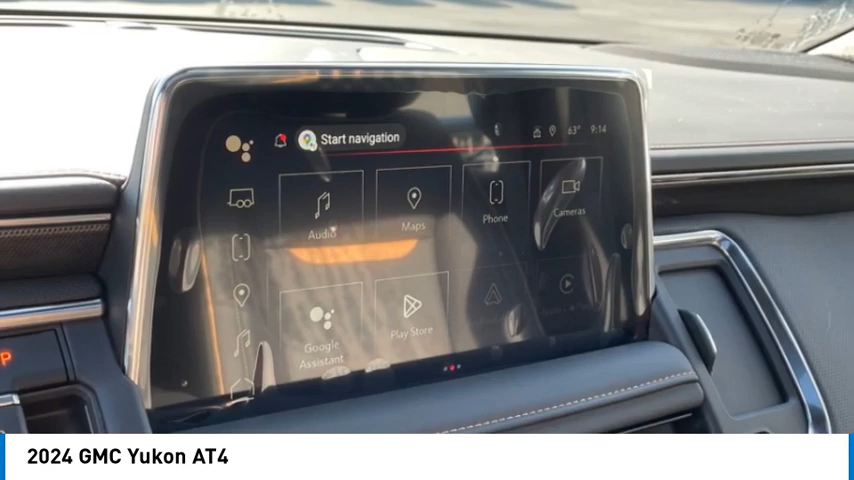 Start navigation
63° 9:14
Audio
Maps
Phone
Cameras
Google
Assistant
Play Store
P
2024 GMC Yukon AT4